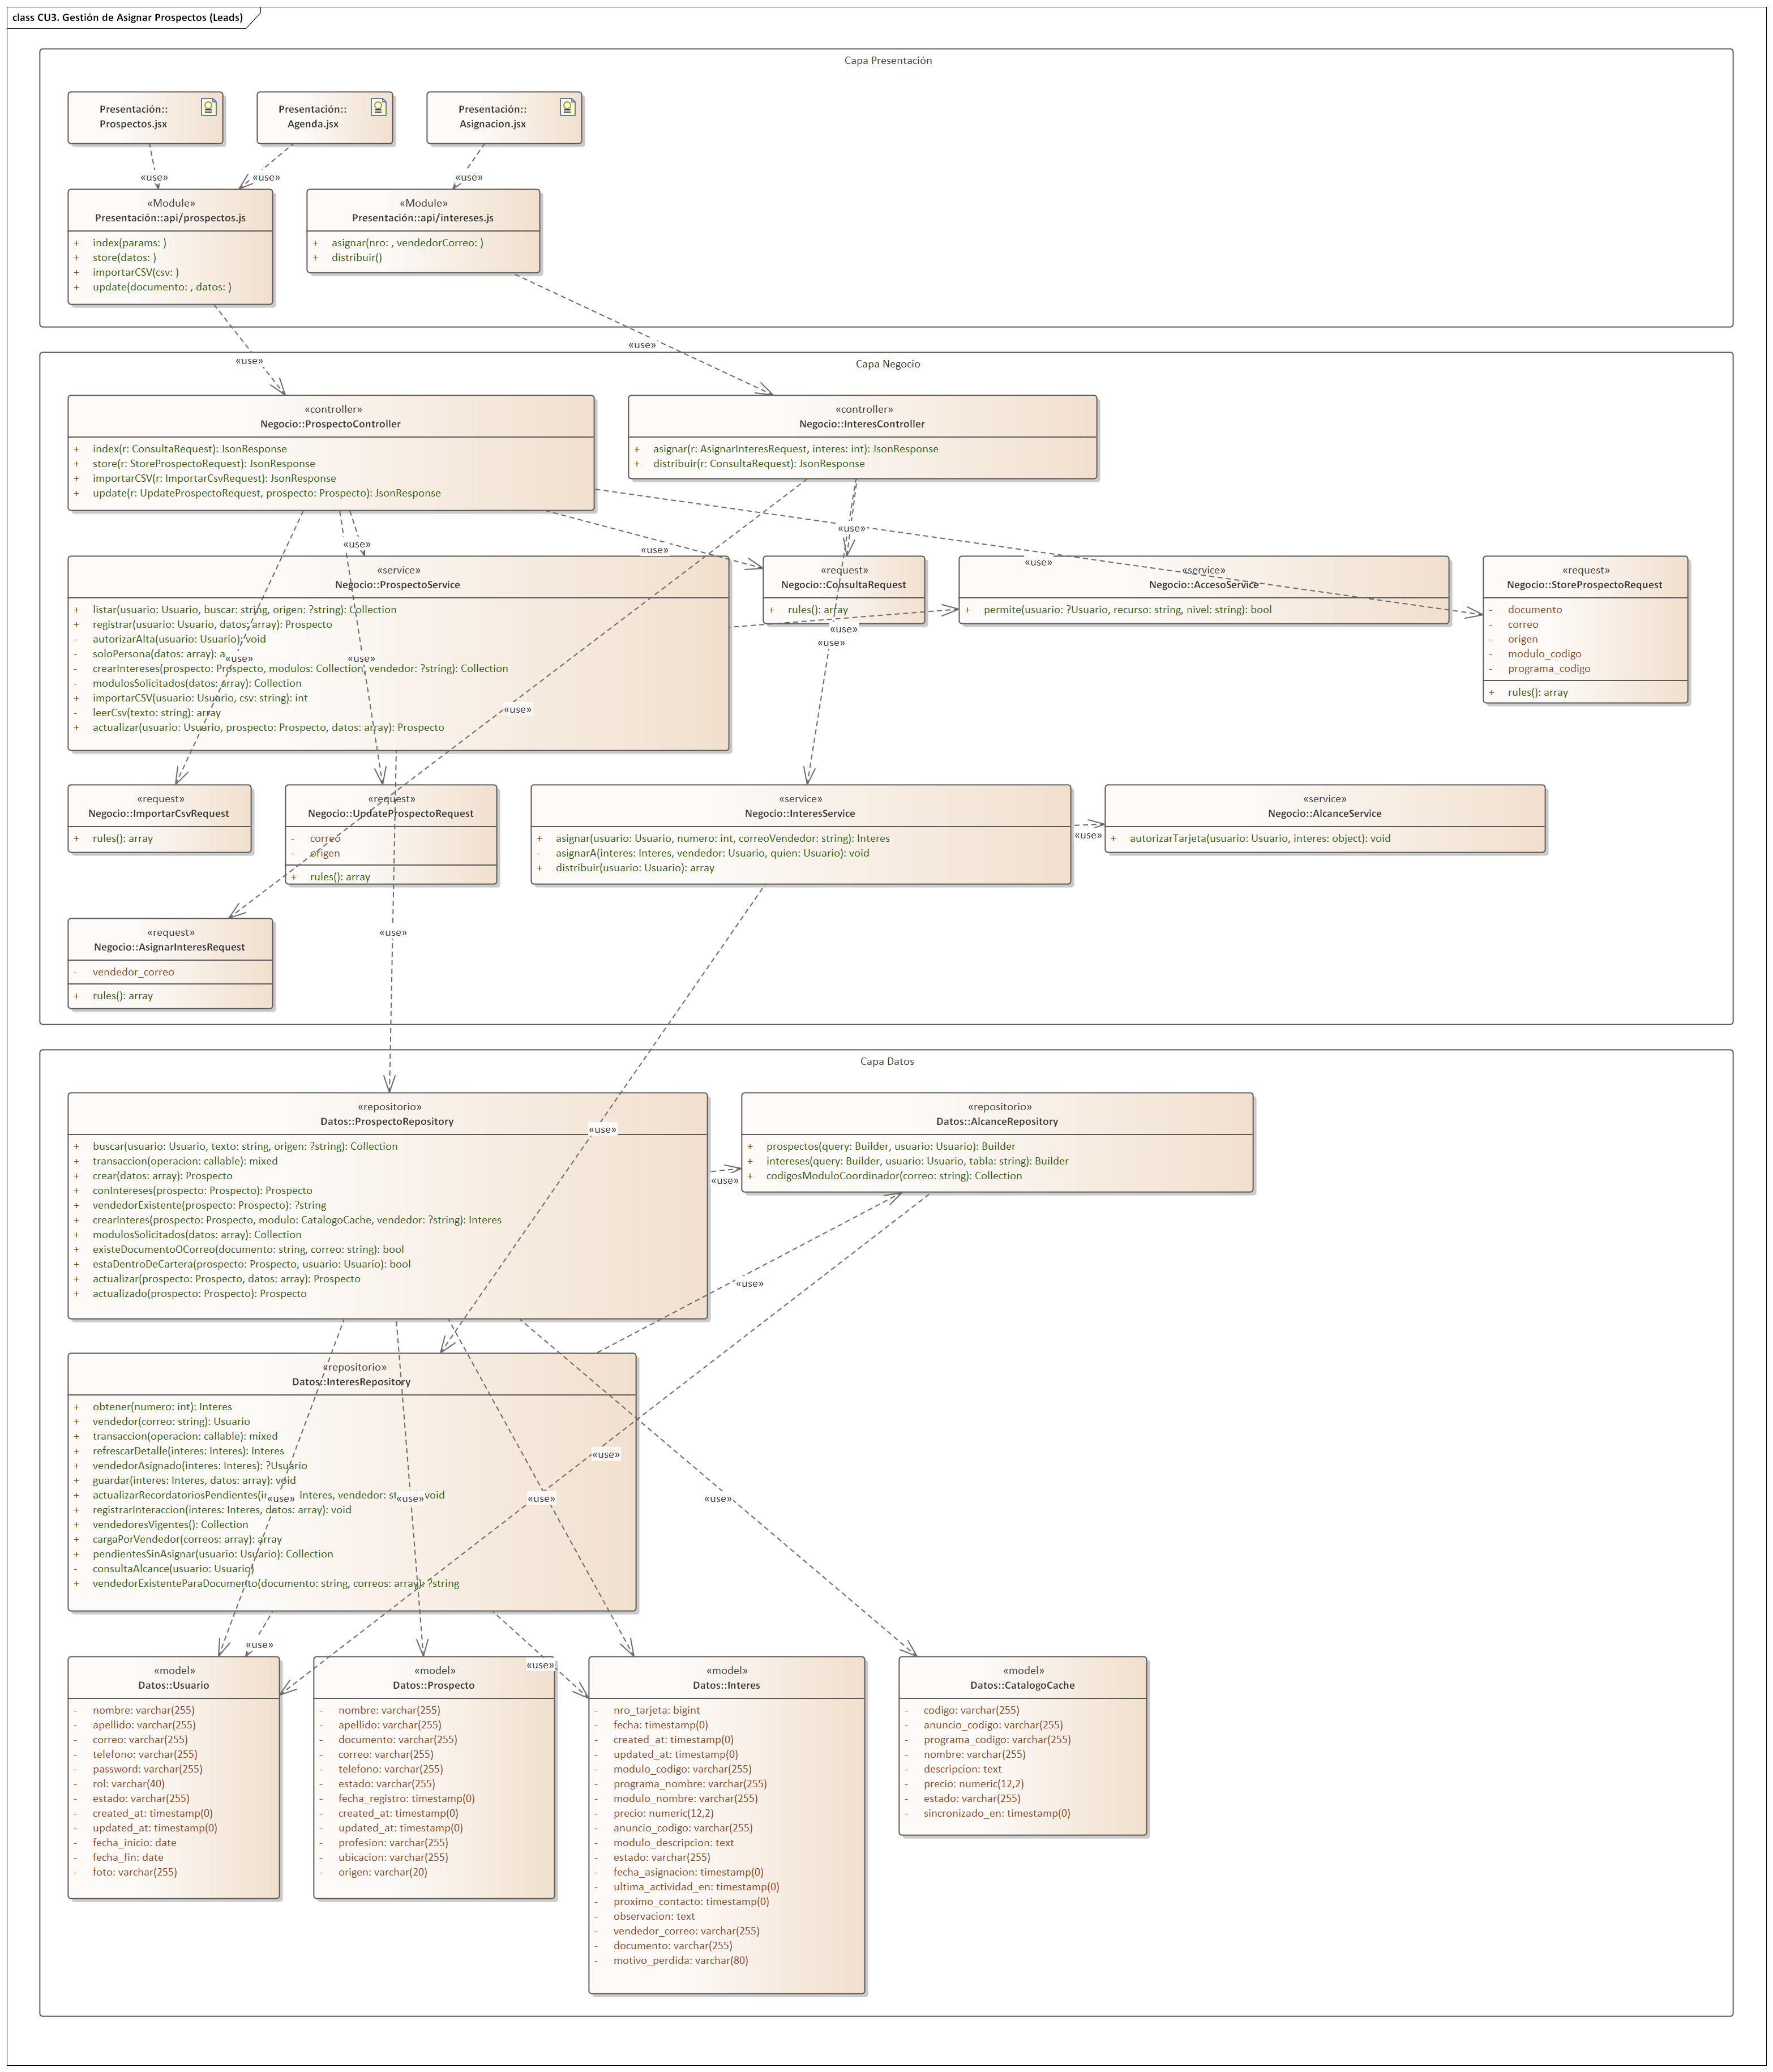 class CU3. Gestión de Asignar Prospectos (Leads)
Capa Presentación
Presentación::
Prospectos.jsx
Presentación::
Agenda.jsx
Presentación::
Asignacion.jsx
«use»
«use»
«use»
«Module»
Presentación::api/prospectos.js
+ index(params: )
+ store(datos: )
+ importarCSV(csv: )
+ update(documento: , datos: )
«Module»
Presentación::api/intereses.js
+ asignar(nro: , vendedorCorreo: )
+ distribuir()
«use»
«use»
Capa Negocio
«controller»
Negocio::ProspectoController
+ index(r: ConsultaRequest): JsonResponse
+ store(r: StoreProspectoRequest): JsonResponse
+ importarCSV(r: ImportarCsvRequest): JsonResponse
+ update(r: UpdateProspectoRequest, prospecto: Prospecto): JsonResponse
«controller»
Negocio::InteresController
+ asignar(r: AsignarInteresRequest, interes: int): JsonResponse
+ distribuir(r: ConsultaRequest): JsonResponse
«use»
«use»
«use»
«use»
«service»
Negocio::ProspectoService
+ listar(usuario: Usuario, buscar: string, origen: ?string): Collection
+ registrar(usuario: Usuario, datos: array): Prospecto
- autorizarAlta(usuario: Usuario): void
- soloPersona(datos: array): a
- crearIntereses(prospecto: Prospecto, modulos: Collection, vendedor: ?string): Collection
- modulosSolicitados(datos: array): Collection
+ importarCSV(usuario: Usuario, csv: string): int
- leerCsv(texto: string): array
+ actualizar(usuario: Usuario, prospecto: Prospecto, datos: array): Prospecto
«request»
Negocio::ConsultaRequest
+ rules(): array
«service»
Negocio::AccesoService
+ permite(usuario: ?Usuario, recurso: string, nivel: string): bool
«request»
Negocio::StoreProspectoRequest
- documento
- correo
- origen
- modulo_codigo
- programa_codigo
+ rules(): array
«use»
«use»
«use»
«use»
«use»
«request»
Negocio::ImportarCsvRequest
+ rules(): array
«request»
Negocio::UpdateProspectoRequest
- correo
- origen
+ rules(): array
«service»
Negocio::InteresService
+ asignar(usuario: Usuario, numero: int, correoVendedor: string): Interes
- asignarA(interes: Interes, vendedor: Usuario, quien: Usuario): void
+ distribuir(usuario: Usuario): array
«use»
«service»
Negocio::AlcanceService
+ autorizarTarjeta(usuario: Usuario, interes: object): void
«request»
Negocio::AsignarInteresRequest
- vendedor_correo
+ rules(): array
«use»
Capa Datos
«repositorio»
Datos::ProspectoRepository
+ buscar(usuario: Usuario, texto: string, origen: ?string): Collection
+ transaccion(operacion: callable): mixed
+ crear(datos: array): Prospecto
+ conIntereses(prospecto: Prospecto): Prospecto
+ vendedorExistente(prospecto: Prospecto): ?string
+ crearInteres(prospecto: Prospecto, modulo: CatalogoCache, vendedor: ?string): Interes
+ modulosSolicitados(datos: array): Collection
+ existeDocumentoOCorreo(documento: string, correo: string): bool
+ estaDentroDeCartera(prospecto: Prospecto, usuario: Usuario): bool
+ actualizar(prospecto: Prospecto, datos: array): Prospecto
+ actualizado(prospecto: Prospecto): Prospecto
«use»
«use»
«repositorio»
Datos::AlcanceRepository
+ prospectos(query: Builder, usuario: Usuario): Builder
+ intereses(query: Builder, usuario: Usuario, tabla: string): Builder
+ codigosModuloCoordinador(correo: string): Collection
«use»
«repositorio»
Datos::InteresRepository
+ obtener(numero: int): Interes
+ vendedor(correo: string): Usuario
+ transaccion(operacion: callable): mixed
+ refrescarDetalle(interes: Interes): Interes
+ vendedorAsignado(interes: Interes): ?Usuario
+ guardar(interes: Interes, datos: array): void
+ actualizarRecordatoriosPendientes(in Interes, vendedor: st void
+ registrarInteraccion(interes: Interes, datos: array): void
+ vendedoresVigentes(): Collection
+ cargaPorVendedor(correos: array): array
+ pendientesSinAsignar(usuario: Usuario): Collection
- consultaAlcance(usuario: Usuario)
+ vendedorExistenteParaDocumento(documento: string, correos: array): ?string
«use»
«use»
«use»
«use»
«use»
«use»
«use»
«model»
Datos::Usuario
- nombre: varchar(255)
- apellido: varchar(255)
- correo: varchar(255)
- telefono: varchar(255)
- password: varchar(255)
- rol: varchar(40)
- estado: varchar(255)
- created_at: timestamp(0)
- updated_at: timestamp(0)
- fecha_inicio: date
- fecha_fin: date
- foto: varchar(255)
«model»
Datos::Prospecto
- nombre: varchar(255)
- apellido: varchar(255)
- documento: varchar(255)
- correo: varchar(255)
- telefono: varchar(255)
- estado: varchar(255)
- fecha_registro: timestamp(0)
- created_at: timestamp(0)
- updated_at: timestamp(0)
- profesion: varchar(255)
- ubicacion: varchar(255)
- origen: varchar(20)
«model»
Datos::Interes
- nro_tarjeta: bigint
- fecha: timestamp(0)
- created_at: timestamp(0)
- updated_at: timestamp(0)
- modulo_codigo: varchar(255)
- programa_nombre: varchar(255)
- modulo_nombre: varchar(255)
- precio: numeric(12,2)
- anuncio_codigo: varchar(255)
- modulo_descripcion: text
- estado: varchar(255)
- fecha_asignacion: timestamp(0)
- ultima_actividad_en: timestamp(0)
- proximo_contacto: timestamp(0)
- observacion: text
- vendedor_correo: varchar(255)
- documento: varchar(255)
- motivo_perdida: varchar(80)
«model»
Datos::CatalogoCache
- codigo: varchar(255)
- anuncio_codigo: varchar(255)
- programa_codigo: varchar(255)
- nombre: varchar(255)
- descripcion: text
- precio: numeric(12,2)
- estado: varchar(255)
- sincronizado_en: timestamp(0)